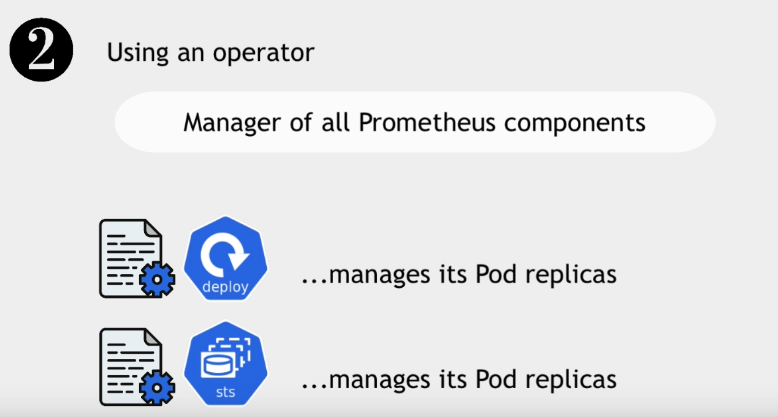 2
Using an operator
Manager of all Prometheus components
deploy
...manages its Pod replicas
sts
...manages its Pod replicas